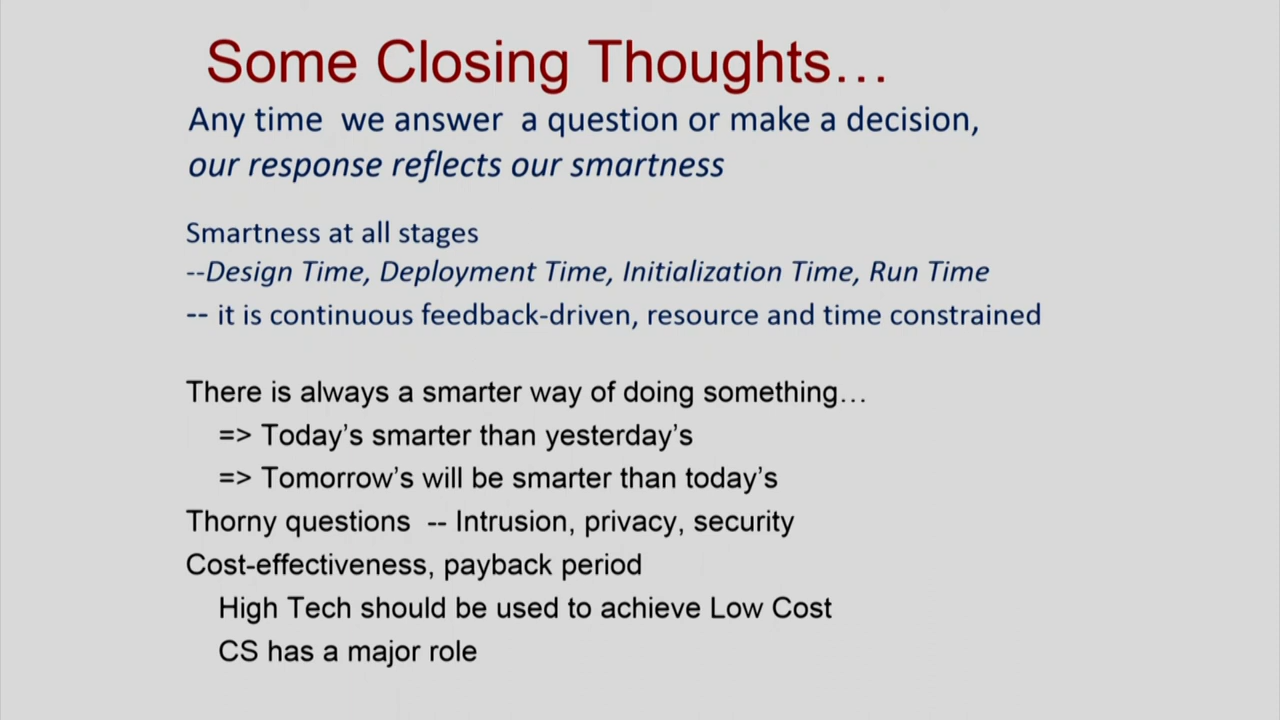 Some Closing Thoughts...
Any time we answer a question or make a decision,
our response reflects our smartness
Smartness at all stages
--Design Time, Deployment Time, Initialization Time, Run Time
-- it is continuous feedback-driven, resource and time constrained
There is always a smarter way of doing something...
=> Today's smarter than yesterday's
=> Tomorrow's will be smarter than today's
Thorny questions -- Intrusion, privacy, security
Cost-effectiveness, payback period
High Tech should be used to achieve Low Cost
CS has a major role